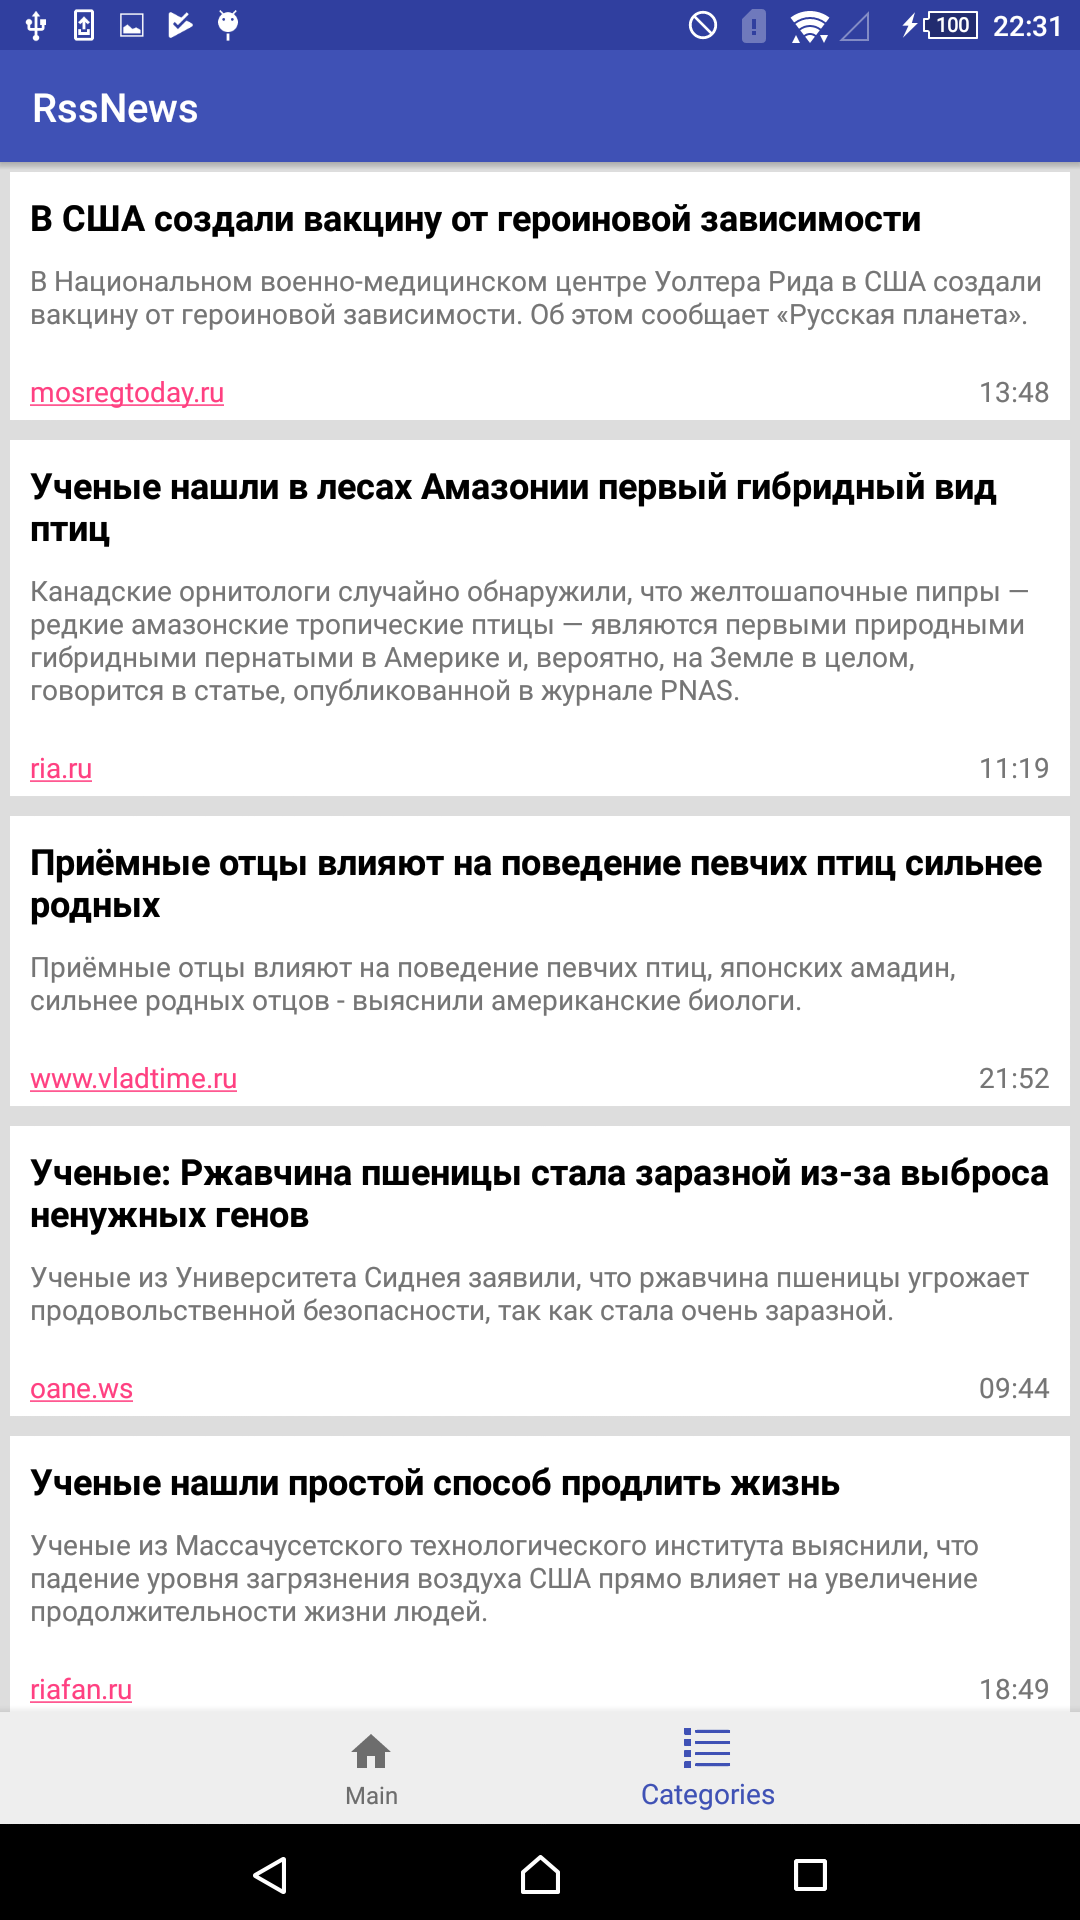 100 22:31
RssNews
В США создали вакцину от героиновой зависимости
В Национальном военно-медицинском центре Уолтера Рида в США создали
вакцину от героиновой зависимости. Об этом сообщает «Русская планета».
mosregtoday.ru 13:48
Ученые нашли в лесах Амазонии первый гибридный вид
птиц
Канадские орнитологи случайно обнаружили, что желтошапочные пипры —
редкие амазонские тропические птицы — являются первыми природными
гибридными пернатыми в Америке и, вероятно, на Земле в целом,
говорится в статье, опубликованной в журнале PNAS.
ria.ru 11:19
Приёмные отцы влияют на поведение певчих птиц сильнее
родных
Приёмные отцы влияют на поведение певчих птиц, японских амадин,
сильнее родных отцов - выяснили американские биологи.
www.vladtime.ru 21:52
Ученые: Ржавчина пшеницы стала заразной из-за выброса
ненужных генов
Ученые из Университета Сиднея заявили, что ржавчина пшеницы угрожает
продовольственной безопасности, так как стала очень заразной.
oane.ws 09:44
Ученые нашли простой способ продлить жизнь
Ученые из Массачусетского технологического института выяснили, что
падение уровня загрязнения воздуха США прямо влияет на увеличение
продолжительности жизни людей.
riafan.ru 18:49
Main Categories